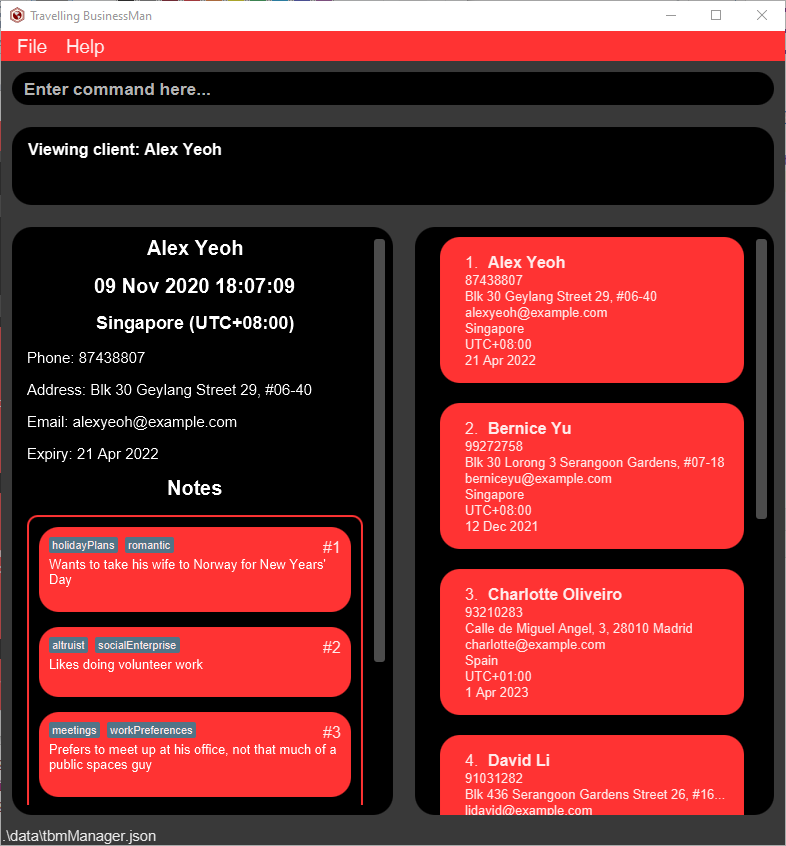 Travelling BusinessMan
File Help
Enter command here...
Viewing client: Alex Yeoh
Alex Yeoh
09 Nov 2020 18:07:09
Singapore (UTC+08:00)
Phone: 87438807
Address: Blk 30 Geylang Street 29, #06-40
Email: alexyeoh@example.com
Expiry: 21 Apr 2022
Notes
holidayPlans romantic #1
Wants to take his wife to Norway for New Years'
Day
altruist socialEnterprise #2
Likes doing volunteer work
meetings workPreferences #3
Prefers to meet up at his office, not that much of a
public spaces guy
1. Alex Yeoh
87438807
Blk 30 Geylang Street 29, #06-40
alexyeoh@example.com
Singapore
UTC+08:00
21 Apr 2022
2. Bernice Yu
99272758
Blk 30 Lorong 3 Serangoon Gardens, #07-18
berniceyu@example.com
Singapore
UTC+08:00
12 Dec 2021
3. Charlotte Oliveiro
93210283
Calle de Miguel Angel, 3, 28010 Madrid
charlotte@example.com
Spain
UTC+01:00
1 Apr 2023
4. David Li
91031282
Blk 436 Serangoon Gardens Street 26, #16...
lidavid@example.com
.\data\tbmManager.json